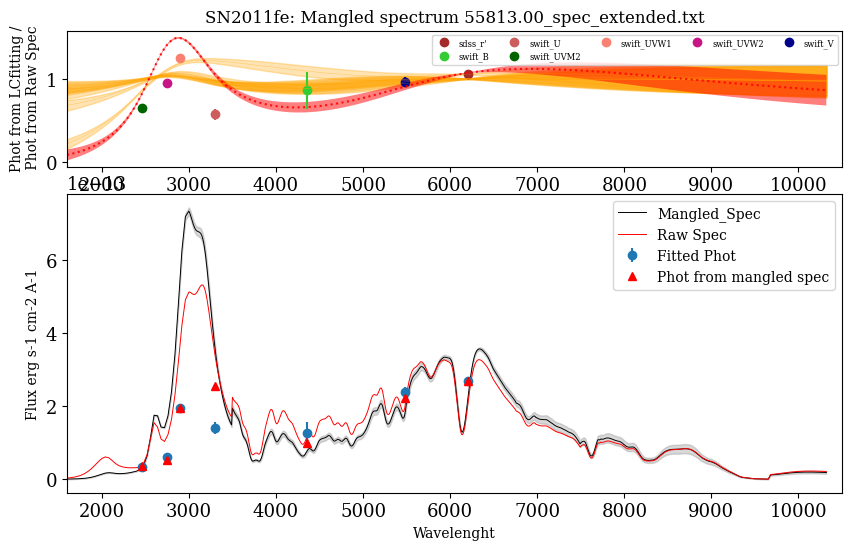 SN2011fe: Mangled spectrum 55813.00_spec_extended.txt
Phot from LCfitting /
Phot from Raw Spec
sdss_r' swift_U swift_UVW1 swift_UVW2 swift_V
swift_B swift_UVM2
1
0
2000 3000 4000 5000 6000 7000 8000 9000 10000
Mangled_Spec
Raw Spec
Fitted Phot
Phot from mangled spec
Flux erg s-1 cm-2 A-1
6
4
2
0
2000 3000 4000 5000 6000 7000 8000 9000 10000
Wavelenght